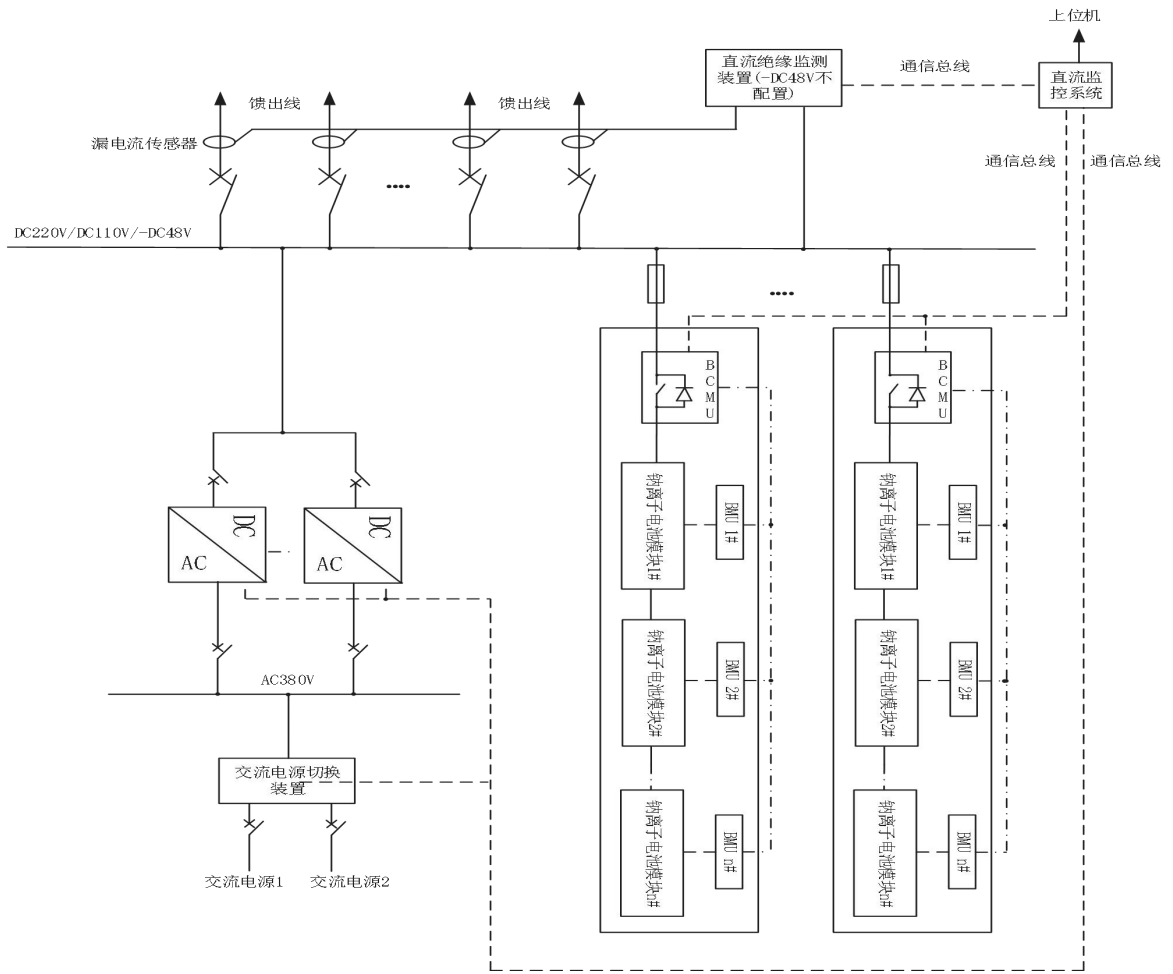 上位机
直流绝缘监测
装置(-DC48V不
配置)
通信总线
直流监
控系统
馈出线
馈出线
漏电流传感器
通信总线
通信总线
DC220V/DC110V/-DC48V
BCMU
BCMU
DC
AC
DC
AC
钠离子电池模块1#
BMU 1#
钠离子电池模块1#
BMU 1#
钠离子电池模块2#
BMU 2#
钠离子电池模块2#
BMU 2#
AC380V
交流电源切换
装置
钠离子电池模块n#
BMU n#
钠离子电池模块n#
BMU n#
交流电源1
交流电源2